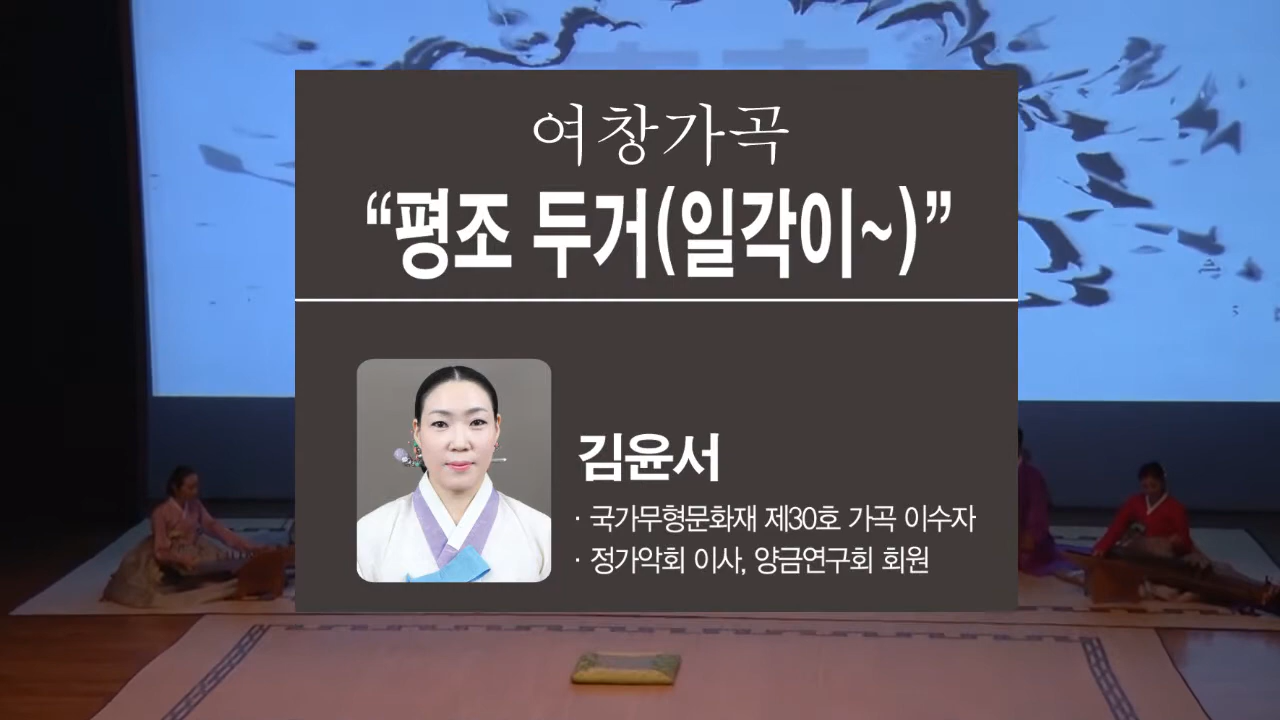 여창가곡
“평조 두거(일각이~)”
김윤서
· 국가무형문화재 제30호 가곡 이수자
· 정가악회 이사, 양금연구회 회원